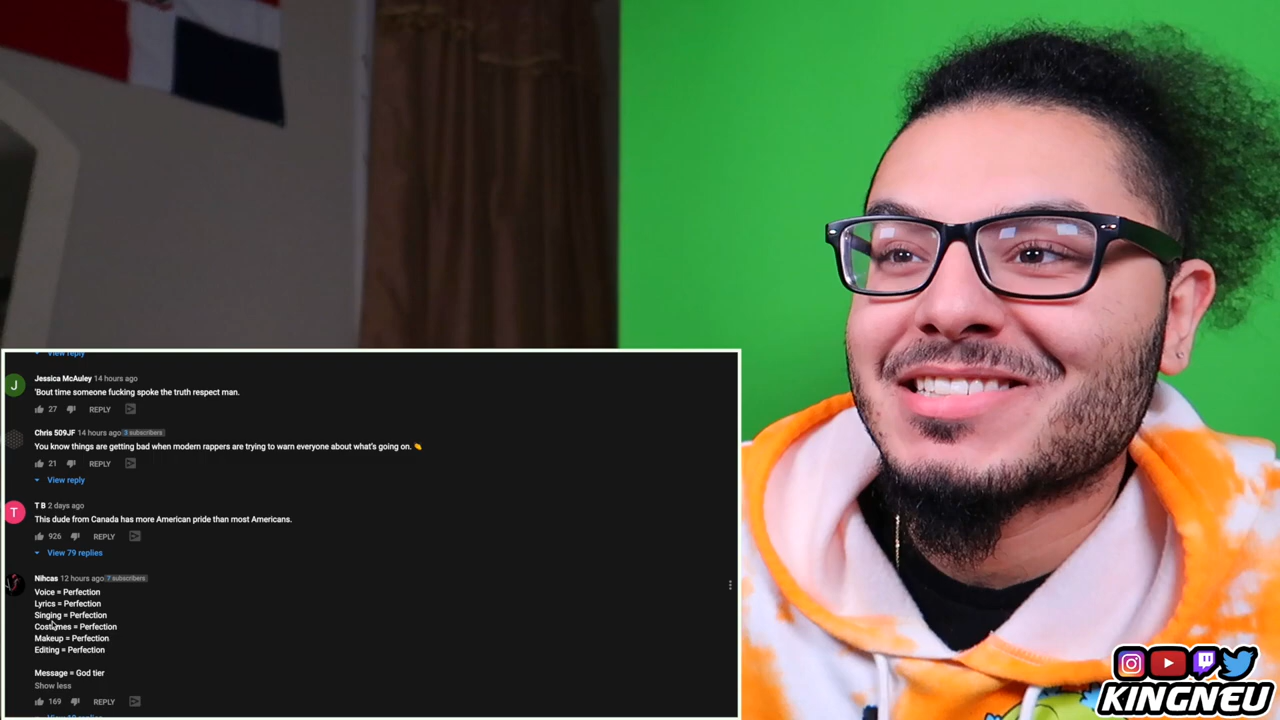 View reply
Jessica McAuley 14 hours ago
'Bout time someone fucking spoke the truth respect man.
27 REPLY
Chris 509JF 14 hours ago 3 subscribers
You know things are getting bad when modern rappers are trying to warn everyone about what's going on. 👏
21 REPLY
View reply
T B 2 days ago
This dude from Canada has more American pride than most Americans.
926 REPLY
View 79 replies
Nihcas 12 hours ago 7 subscribers
Voice = Perfection
Lyrics = Perfection
Singing = Perfection
Costumes = Perfection
Makeup = Perfection
Editing = Perfection
Message = God tier
Show less
169 REPLY
J
T
KINGNEU